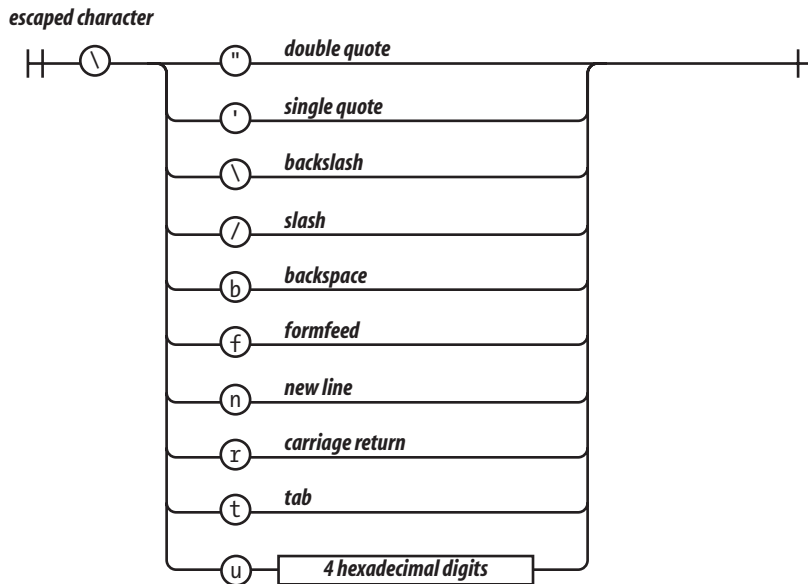 escaped character
\
" double quote
' single quote
\ backslash
/ slash
b backspace
f formfeed
n new line
r carriage return
t tab
u 4 hexadecimal digits